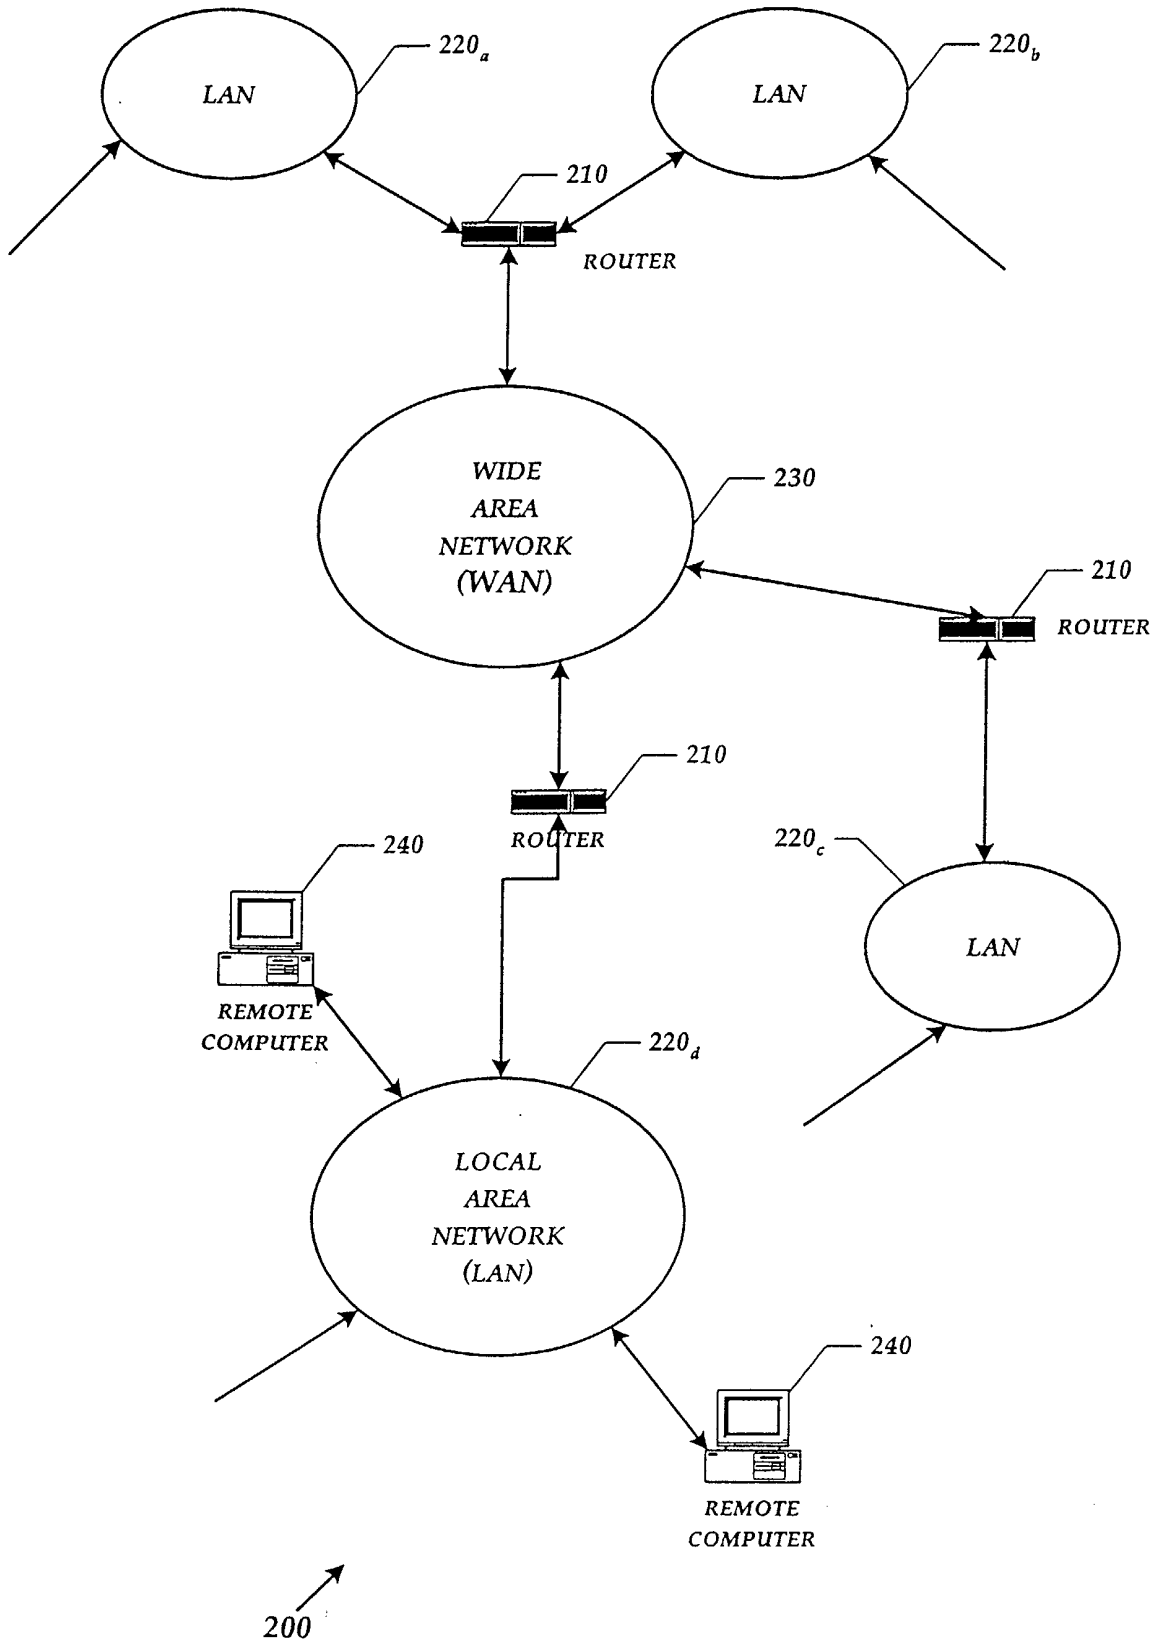 220a
220b
LAN
LAN
210
ROUTER
WIDE
AREA
NETWORK
(WAN)
230
210
ROUTER
210
ROUTER
240
REMOTE
COMPUTER
220c
LAN
220d
LOCAL
AREA
NETWORK
(LAN)
240
REMOTE
COMPUTER
200